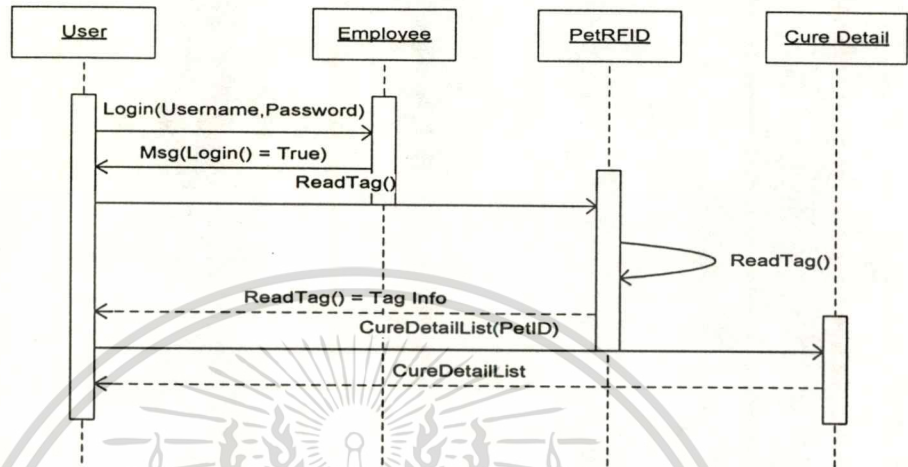 User
Employee
PetRFID
Cure Detail
Login(Username,Password)
Msg(Login() = True)
ReadTag()
ReadTag()
ReadTag() = Tag Info
CureDetailList(PetID)
CureDetailList